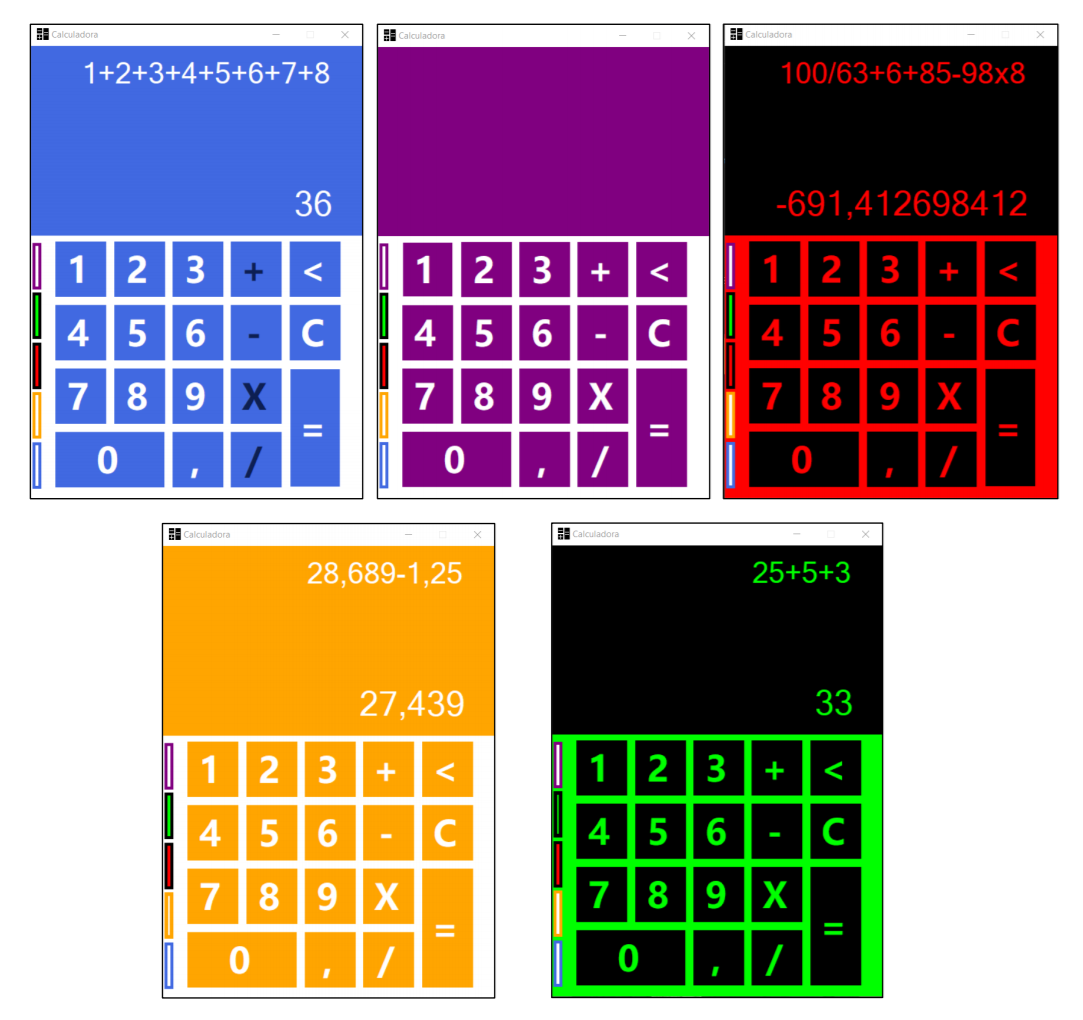 Calculadora
1+2+3+4+5+6+7+8
36
1 2 3 + <
4 5 6 - C
7 8 9 X
=
0 , /
Calculadora
1 2 3 + <
4 5 6 - C
7 8 9 X
=
0 , /
Calculadora
100/63+6+85-98x8
-691,412698412
1 2 3 + <
4 5 6 - C
7 8 9 X
=
0 , /
Calculadora
28,689-1,25
27,439
1 2 3 + <
4 5 6 - C
7 8 9 X
=
0 , /
Calculadora
25+5+3
33
1 2 3 + <
4 5 6 - C
7 8 9 X
=
0 , /